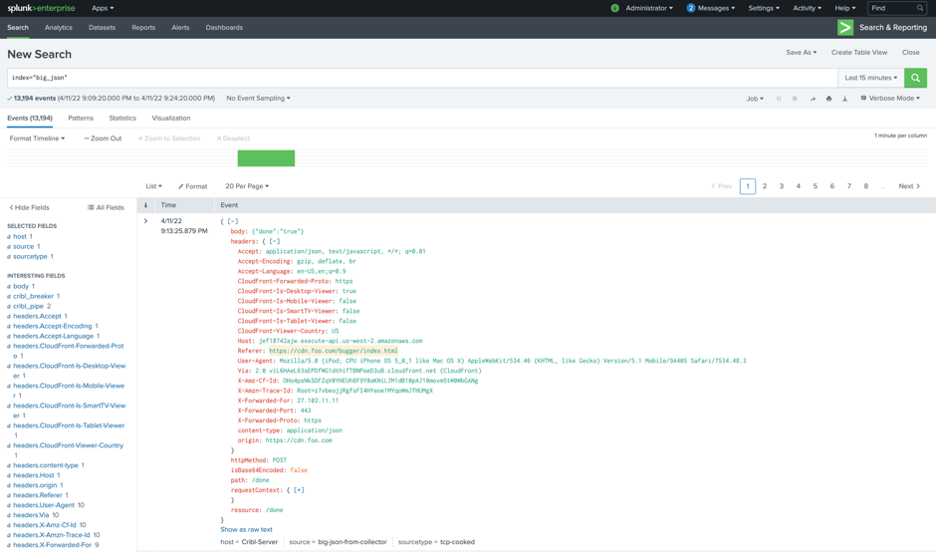 splunk>enterprise Apps ▾ Administrator ▾ 2 Messages ▾ Settings ▾ Activity ▾ Help ▾ Find
Search Analytics Datasets Reports Alerts Dashboards > Search & Reporting
New Search Save As ▾ Create Table View Close
index="big_json" Last 15 minutes ▾
✓ 13,194 events (4/11/22 9:09:20.000 PM to 4/11/22 9:24:20.000 PM) No Event Sampling ▾ Job ▾ Verbose Mode ▾
Events (13,194) Patterns Statistics Visualization
Format Timeline ▾ − Zoom Out + Zoom to Selection × Deselect 1 minute per column
List ▾ Format 20 Per Page ▾ < Prev 1 2 3 4 5 6 7 8 ... Next >
< Hide Fields All Fields
SELECTED FIELDS
a host 1
a source 1
a sourcetype 1
INTERESTING FIELDS
a body 1
a cribl_breaker 1
a cribl_pipe 2
a headers.Accept 1
a headers.Accept-Encoding 1
a headers.Accept-Language 1
a headers.CloudFront-Forwarded-Prot
o 1
a headers.CloudFront-Is-Desktop-View
er 1
a headers.CloudFront-Is-Mobile-Viewe
r 1
a headers.CloudFront-Is-SmartTV-View
er 1
a headers.CloudFront-Is-Tablet-Viewer
1
a headers.CloudFront-Viewer-Country
1
a headers.content-type 1
a headers.Host 1
a headers.origin 1
a headers.Referer 1
a headers.User-Agent 10
a headers.Via 10
a headers.X-Amz-Cf-Id 10
a headers.X-Amzn-Trace-Id 10
a headers.X-Forwarded-For 9
i Time Event
> 4/11/22
9:13:25.879 PM
{ [-]
body: {"done":"true"}
headers: { [-]
Accept: application/json, text/javascript, */*; q=0.01
Accept-Encoding: gzip, deflate, br
Accept-Language: en-US,en;q=0.9
CloudFront-Forwarded-Proto: https
CloudFront-Is-Desktop-Viewer: true
CloudFront-Is-Mobile-Viewer: false
CloudFront-Is-SmartTV-Viewer: false
CloudFront-Is-Tablet-Viewer: false
CloudFront-Viewer-Country: US
Host: jef18742ajw.execute-api.us-west-2.amazonaws.com
Referer: https://cdn.foo.com/bugger/index.html
User-Agent: Mozilla/5.0 (iPod; CPU iPhone OS 5_0_1 like Mac OS X) AppleWebKit/534.46 (KHTML, like Gecko) Version/5.1 Mobile/9A405 Safari/7534.48.3
Via: 2.0 (CloudFront)
X-Amz-Cf-Id:
X-Amzn-Trace-Id:
X-Forwarded-For: 27.102.11.11
X-Forwarded-Port: 443
X-Forwarded-Proto: https
content-type: application/json
origin: https://cdn.foo.com
}
httpMethod: POST
isBase64Encoded: false
path: /done
requestContext: { [+]
}
resource: /done
}
Show as raw text
host = Cribl-Server source = big-json-from-collector sourcetype = tcp-cooked